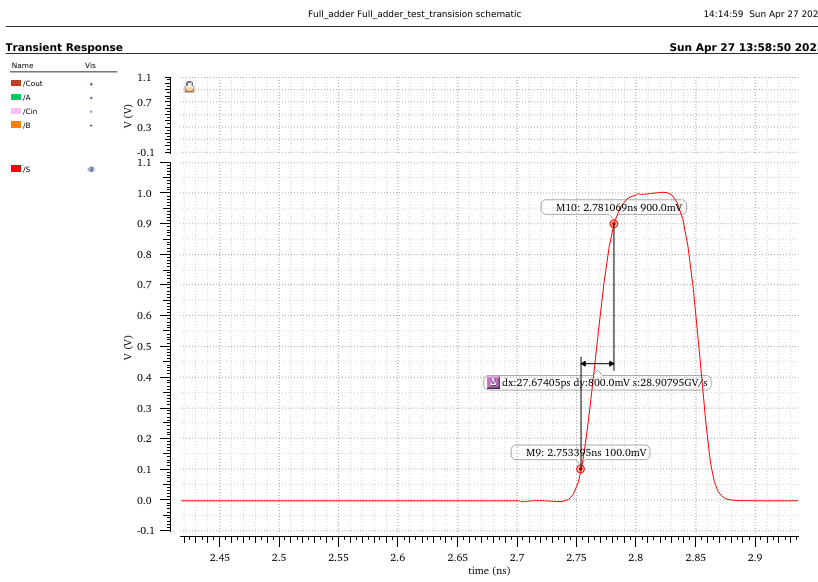 Full_adder Full_adder_test_transision schematic 14:14:59 Sun Apr 27 202
Transient Response Sun Apr 27 13:58:50 202
Name Vis
/Cout
/A
/Cin
/B
/S
1.1
0.7
0.3
-0.1
V (V)
1.1
1.0
0.9
0.8
0.7
0.6
0.5
0.4
0.3
0.2
0.1
0.0
-0.1
V (V)
M10: 2.781069ns 900.0mV
dx:27.67405ps dy:800.0mV s:28.90795GV/s
M9: 2.753395ns 100.0mV
2.45 2.5 2.55 2.6 2.65 2.7 2.75 2.8 2.85 2.9
time (ns)